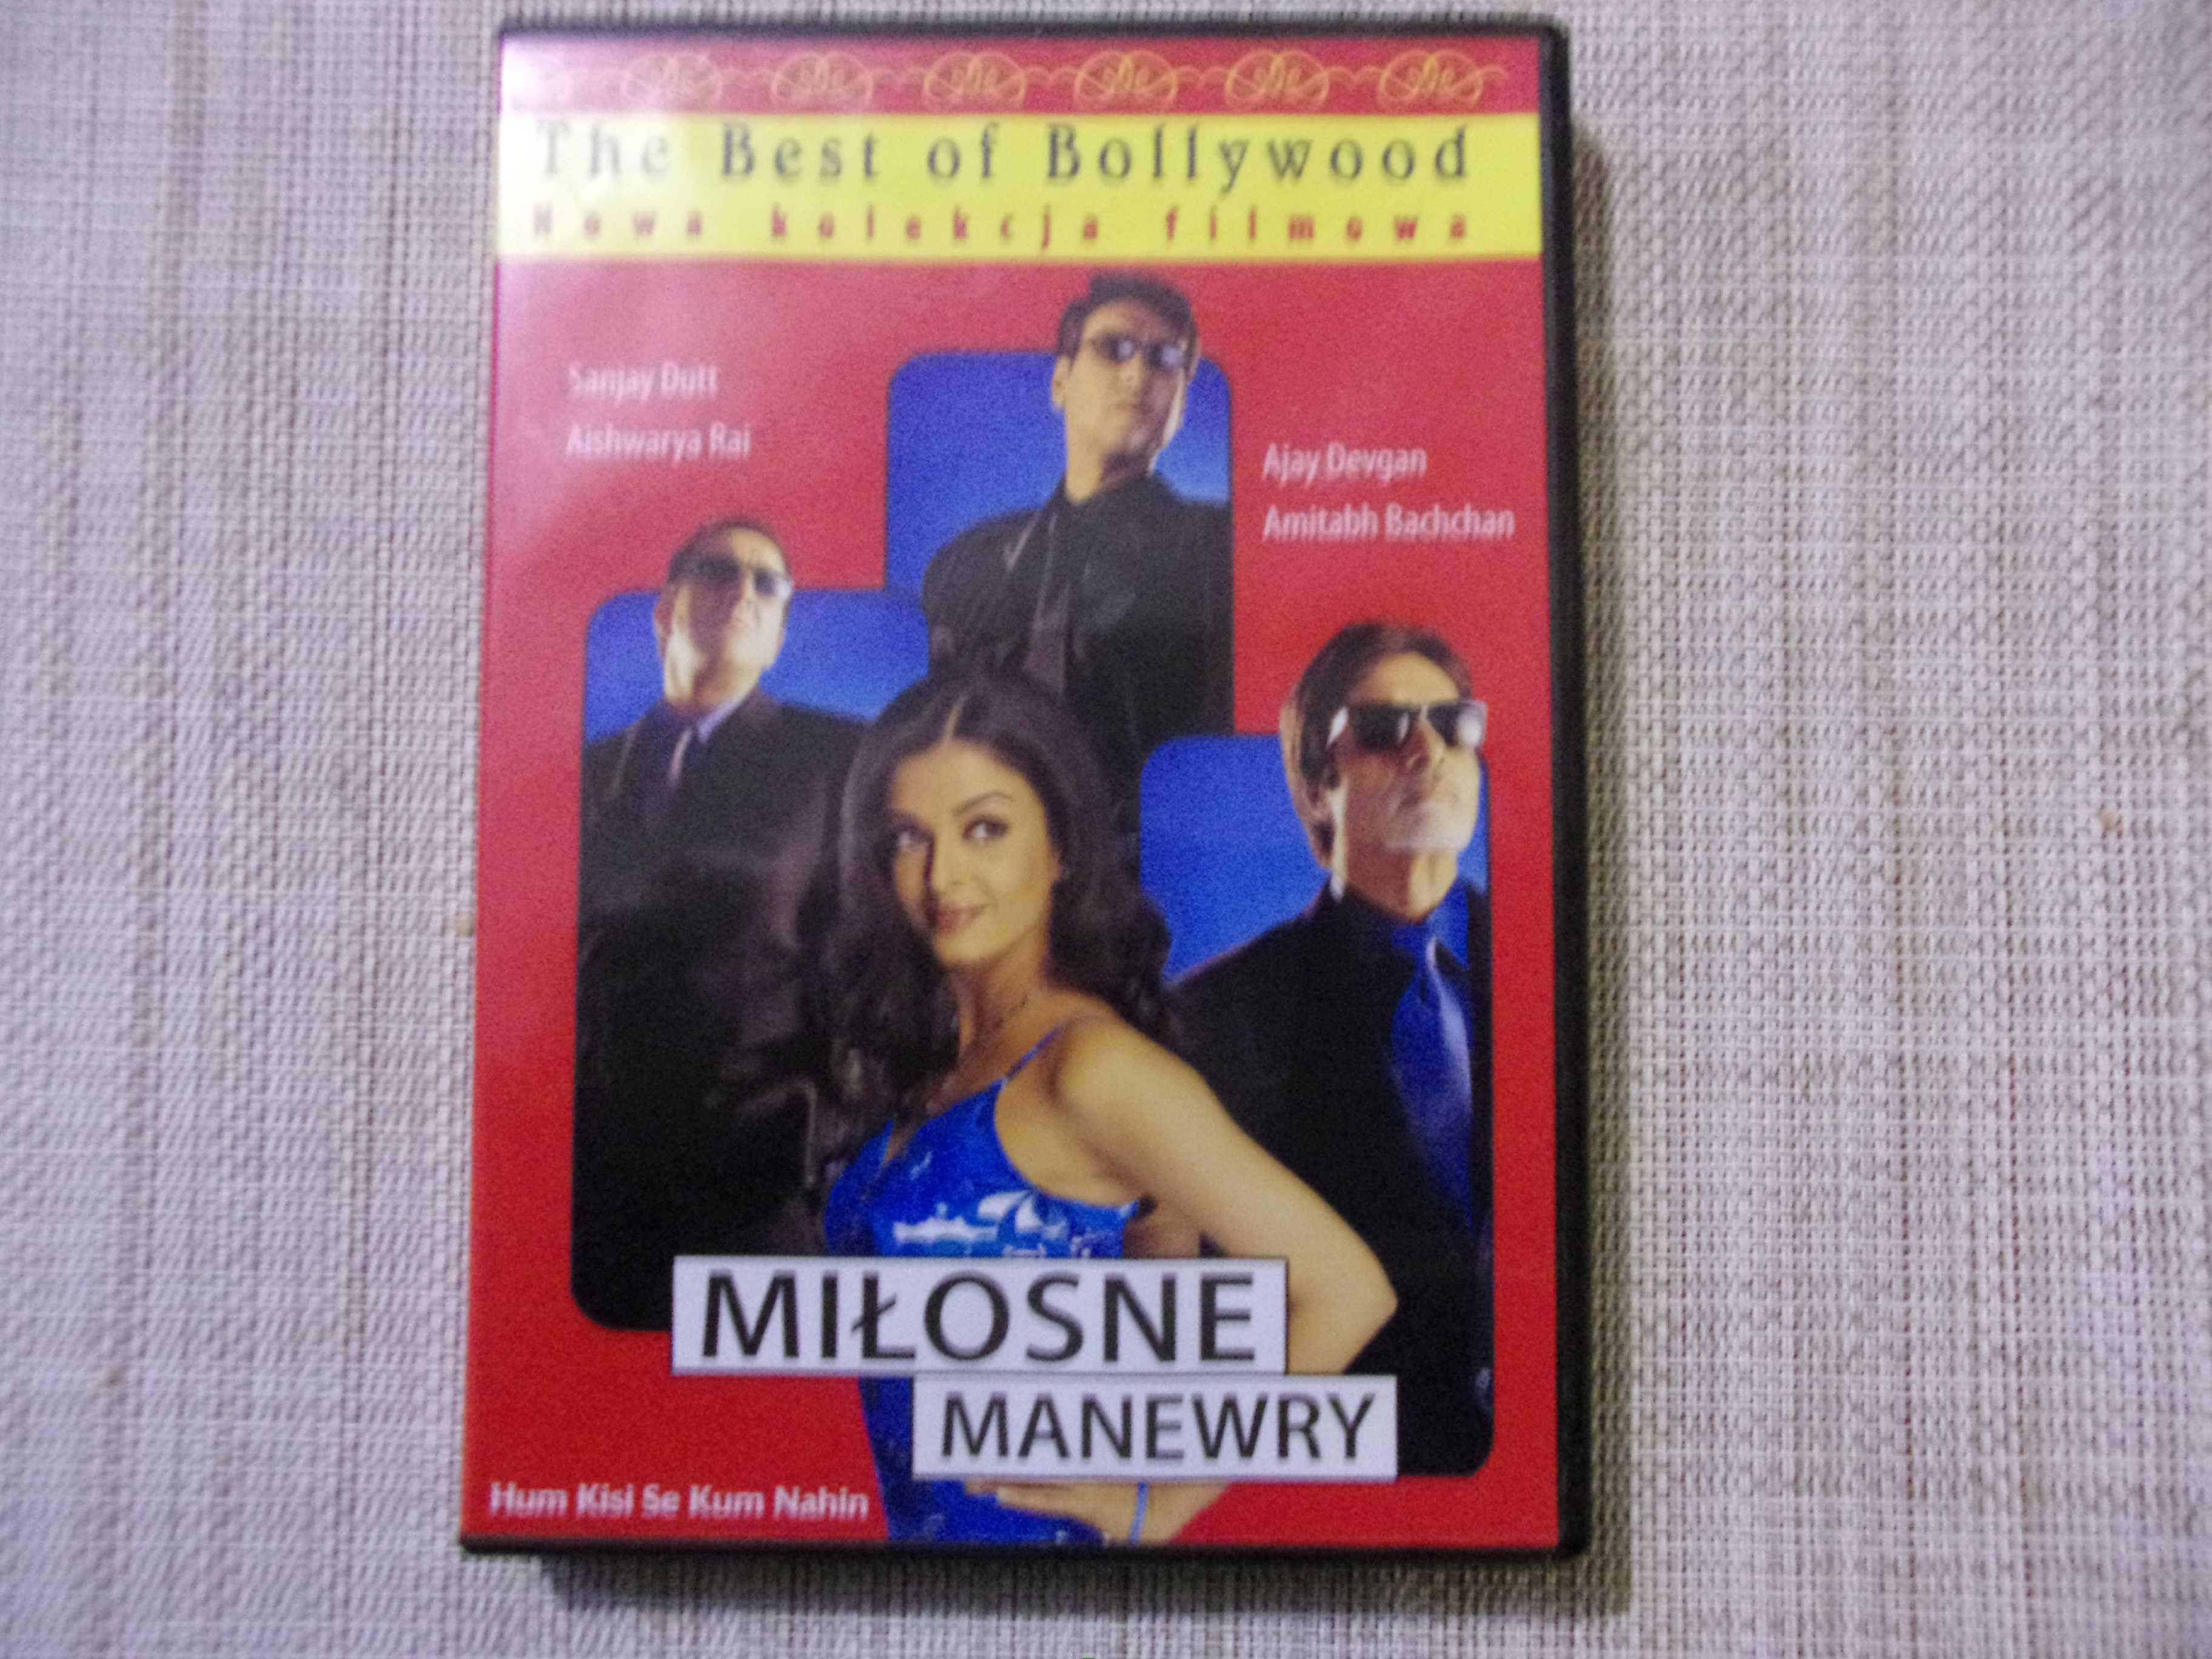 The Best of Bollywood
Nowa kolekcja filmowa
Sanjay Dutt
Aishwarya Rai
Ajay Devgan
Amitabh Bachchan
MIŁOSNE
MANEWRY
Hum Kisi Se Kum Nahin